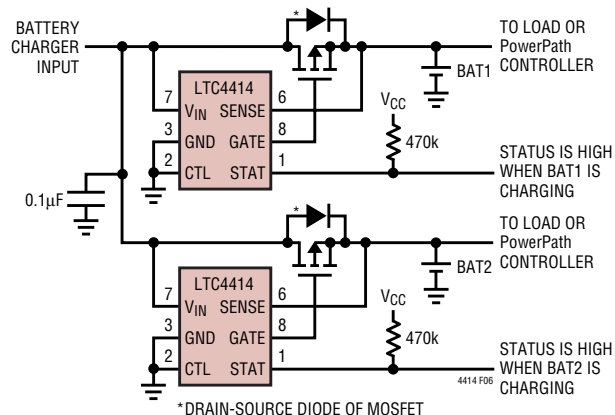 BATTERY
CHARGER
INPUT
*
TO LOAD OR
PowerPath
CONTROLLER
BAT1
LTC4414
7
VIN
SENSE
6
3
GND
GATE
8
2
CTL
STAT
1
VCC
470k
STATUS IS HIGH
WHEN BAT1 IS
CHARGING
0.1µF
*
TO LOAD OR
PowerPath
CONTROLLER
BAT2
LTC4414
7
VIN
SENSE
6
3
GND
GATE
8
2
CTL
STAT
1
VCC
470k
STATUS IS HIGH
WHEN BAT2 IS
CHARGING
4414 F06
*DRAIN-SOURCE DIODE OF MOSFET